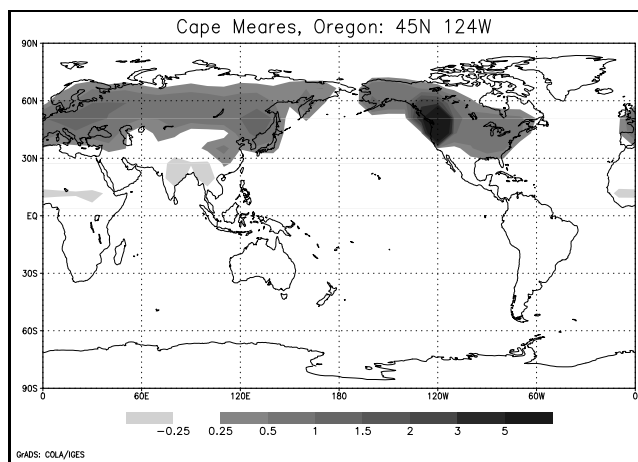 Cape Meares, Oregon: 45N 124W
90N
60N
30N
EQ
30S
60S
90S
0 60E 120E 180 120W 60W 0
-0.25 0.25 0.5 1 1.5 2 3 5
GrADS: COLA/IGES